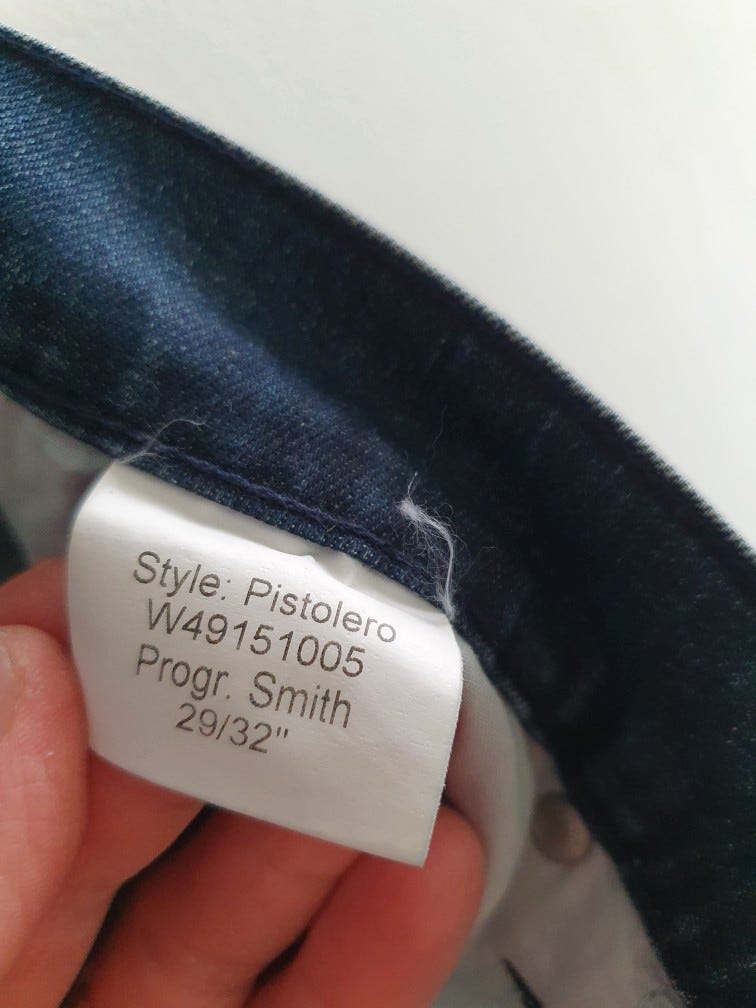 Style: Pistolero
W49151005
Progr. Smith
29/32"